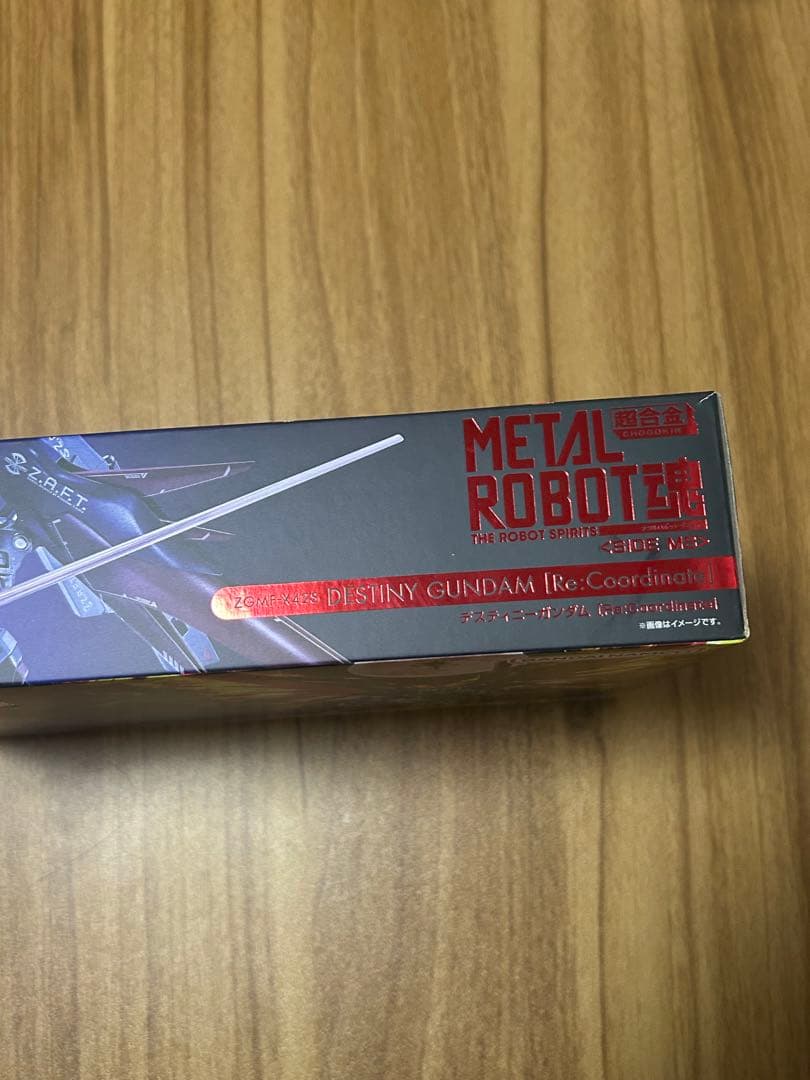 Z.A.F.T.
METAL 超合金
CHOGOKIN
ROBOT魂
THE ROBOT SPIRITS
<SIDE MS>
ZGMF-X42S DESTINY GUNDAM [Re:Coordinate]
デスティニーガンダム [Re:Coordinate]
※画像はイメージです。